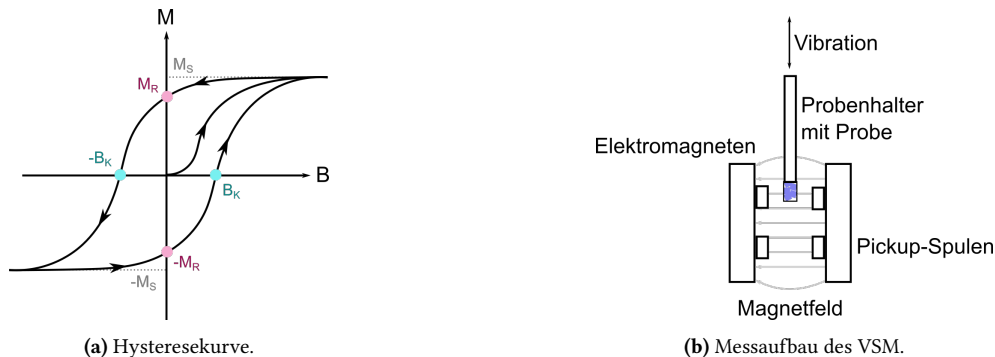 M
M_S
M_R
-B_K
B
B_K
-M_R
-M_S
(a) Hysteresekurve.
Vibration
Probenhalter
mit Probe
Elektromagneten
Pickup-Spulen
Magnetfeld
(b) Messaufbau des VSM.